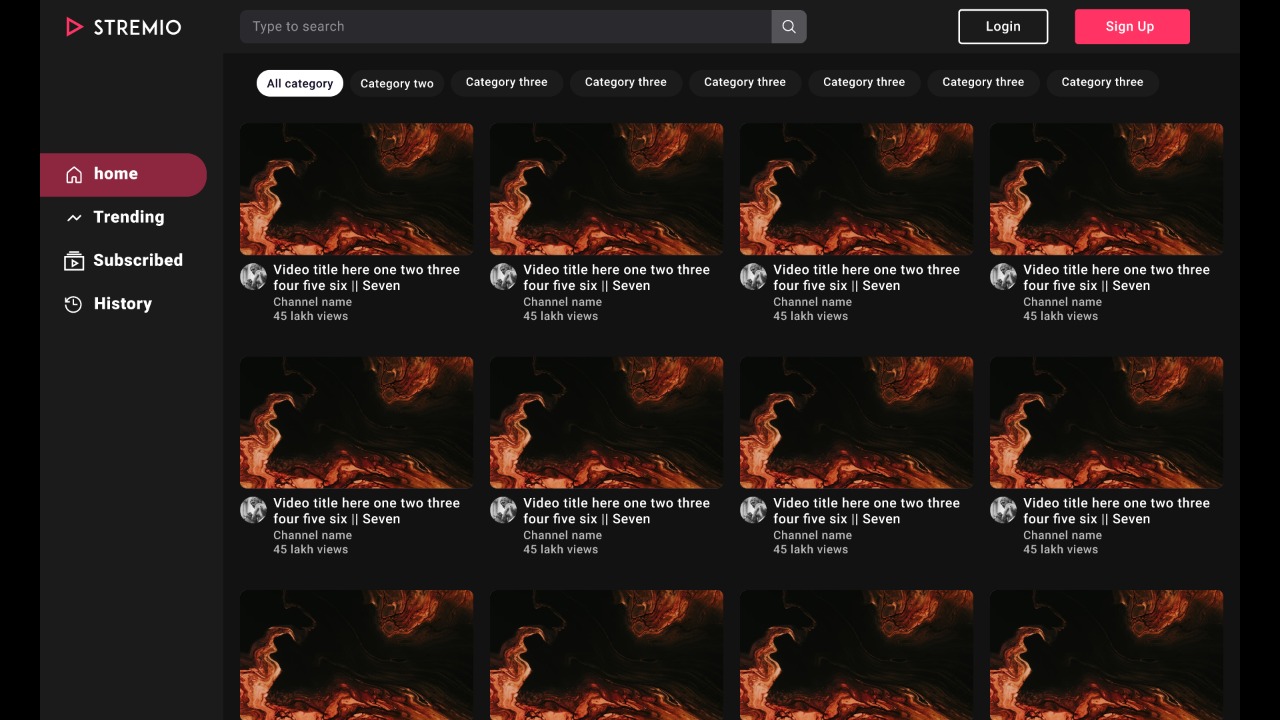 STREMIO
Type to search
Login
Sign Up
All category
Category two
Category three
Category three
Category three
Category three
Category three
Category three
home
Trending
Subscribed
History
Video title here one two three
four five six || Seven
Channel name
45 lakh views
Video title here one two three
four five six || Seven
Channel name
45 lakh views
Video title here one two three
four five six || Seven
Channel name
45 lakh views
Video title here one two three
four five six || Seven
Channel name
45 lakh views
Video title here one two three
four five six || Seven
Channel name
45 lakh views
Video title here one two three
four five six || Seven
Channel name
45 lakh views
Video title here one two three
four five six || Seven
Channel name
45 lakh views
Video title here one two three
four five six || Seven
Channel name
45 lakh views